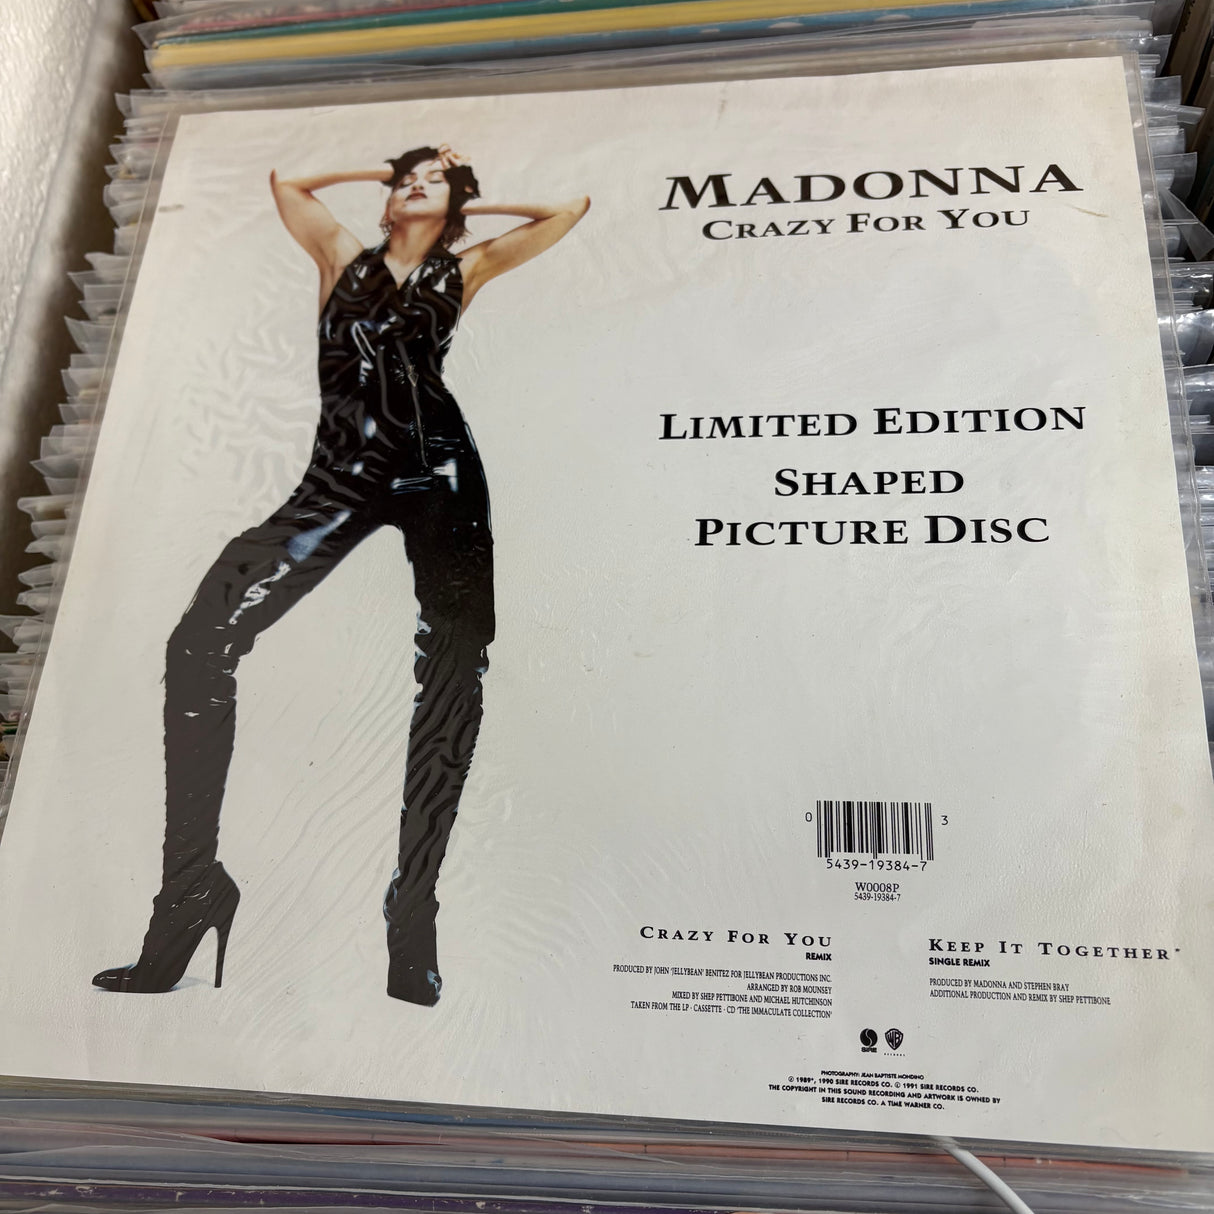 MADONNA
CRAZY FOR YOU
LIMITED EDITION
SHAPED
PICTURE DISC
0 3
5439-19384-7
W0008P
5439-19384-7
CRAZY FOR YOU
REMIX
PRODUCED BY JOHN 'JELLYBEAN' BENITEZ FOR JELLYBEAN PRODUCTIONS INC.
ARRANGED BY ROB MOUNSEY
MIXED BY SHEP PETTIBONE AND MICHAEL HUTCHINSON
TAKEN FROM THE LP · CASSETTE · CD 'THE IMMACULATE COLLECTION'
KEEP IT TOGETHER*
SINGLE REMIX
PRODUCED BY MADONNA AND STEPHEN BRAY
ADDITIONAL PRODUCTION AND REMIX BY SHEP PETTIBONE
SIRE
WB
RECORDS
PHOTOGRAPHY: JEAN BAPTISTE MONDINO
℗ 1989*, 1990 SIRE RECORDS CO. © 1991 SIRE RECORDS CO.
THE COPYRIGHT IN THIS SOUND RECORDING AND ARTWORK IS OWNED BY
SIRE RECORDS CO. A TIME WARNER CO.